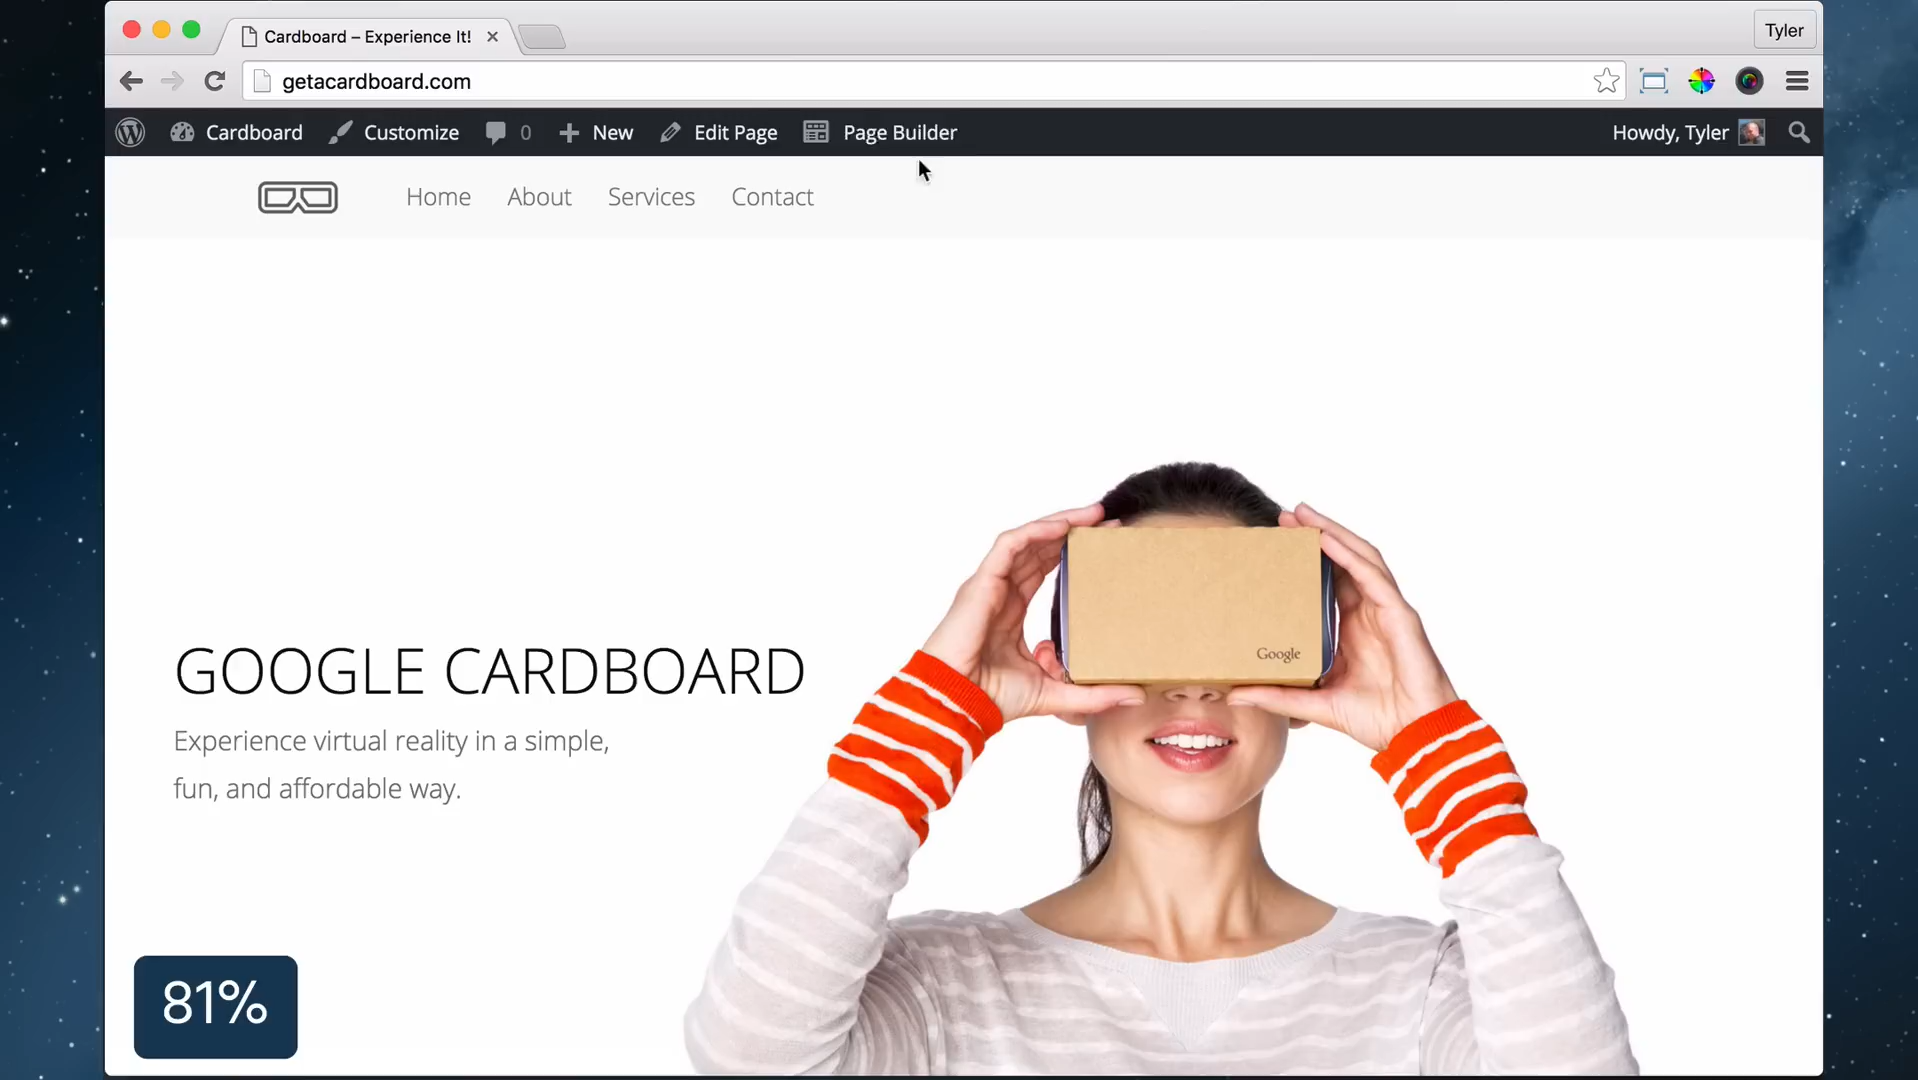 Cardboard – Experience It!
Tyler
getacardboard.com
Cardboard Customize 0 New Edit Page Page Builder Howdy, Tyler
Home About Services Contact
Google
GOOGLE CARDBOARD
Experience virtual reality in a simple,
fun, and affordable way.
81%